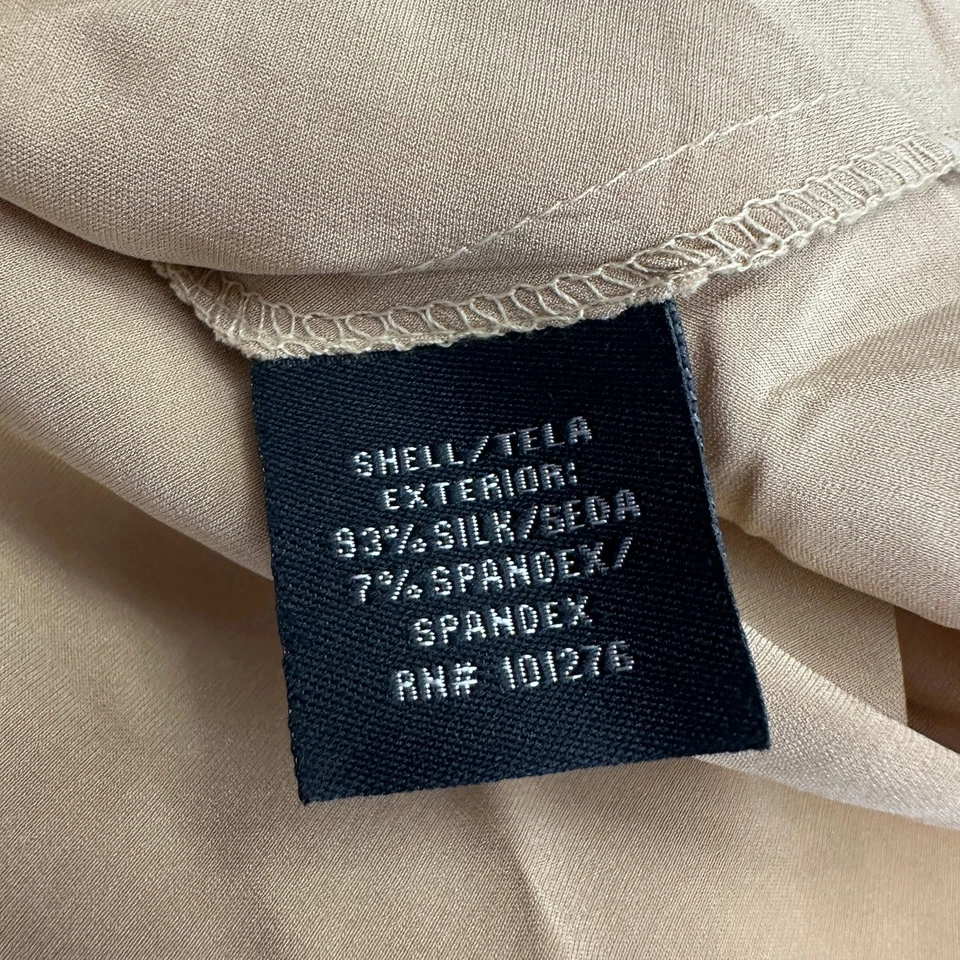 SHELL/TELA
EXTERIOR:
93% SILK/SEDA
7% SPANDEX/
SPANDEX
RN# 101276